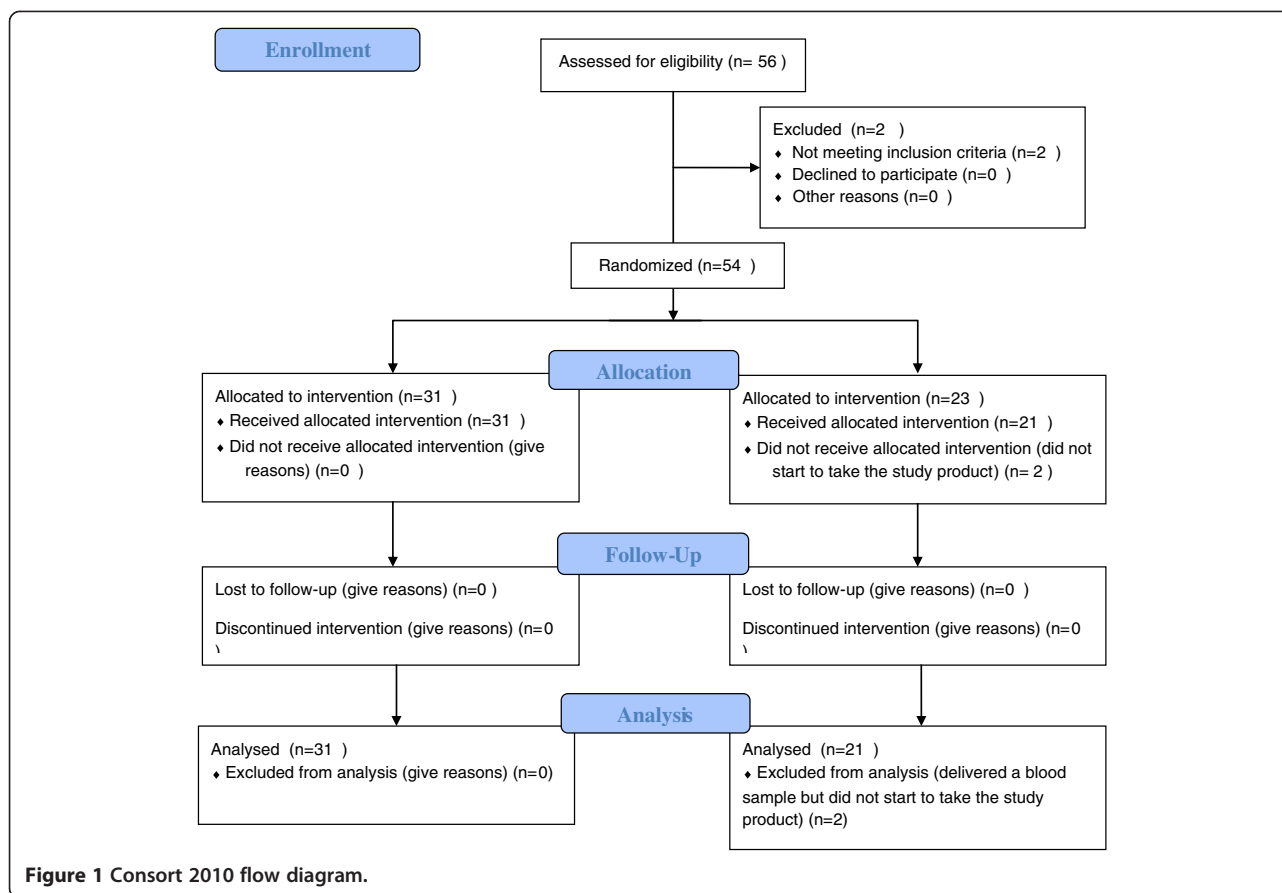 Enrollment
Assessed for eligibility (n= 56 )
Excluded (n=2 )
♦ Not meeting inclusion criteria (n=2 )
♦ Declined to participate (n=0 )
♦ Other reasons (n=0 )
Randomized (n=54 )
Allocation
Allocated to intervention (n=31 )
♦ Received allocated intervention (n=31 )
♦ Did not receive allocated intervention (give
reasons) (n=0 )
Allocated to intervention (n=23 )
♦ Received allocated intervention (n=21 )
♦ Did not receive allocated intervention (did not
start to take the study product) (n= 2 )
Follow-Up
Lost to follow-up (give reasons) (n=0 )
Discontinued intervention (give reasons) (n=0
)
Lost to follow-up (give reasons) (n=0 )
Discontinued intervention (give reasons) (n=0
)
Analysis
Analysed (n=31 )
♦ Excluded from analysis (give reasons) (n=0)
Analysed (n=21 )
♦ Excluded from analysis (delivered a blood
sample but did not start to take the study
product) (n=2)
Figure 1 Consort 2010 flow diagram.